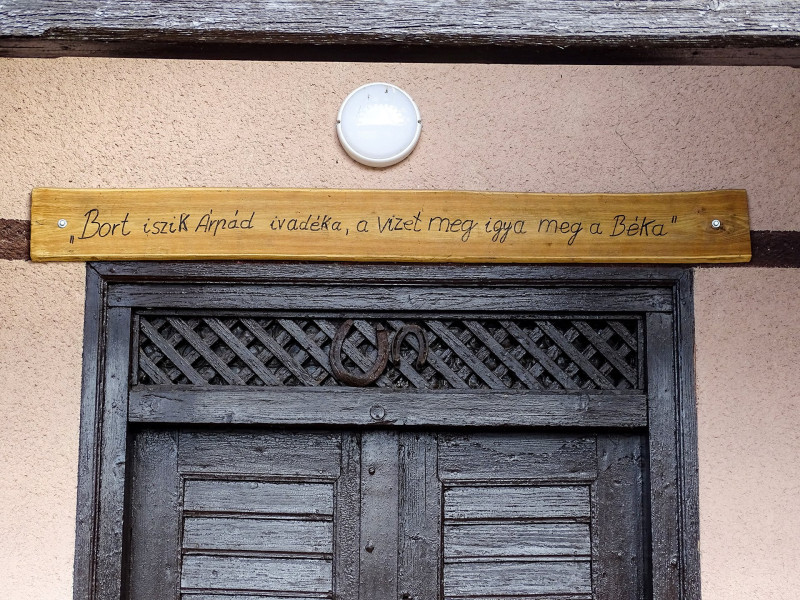 „Bort iszik Árpád ivadéka, a vizet meg igya meg a Béka"